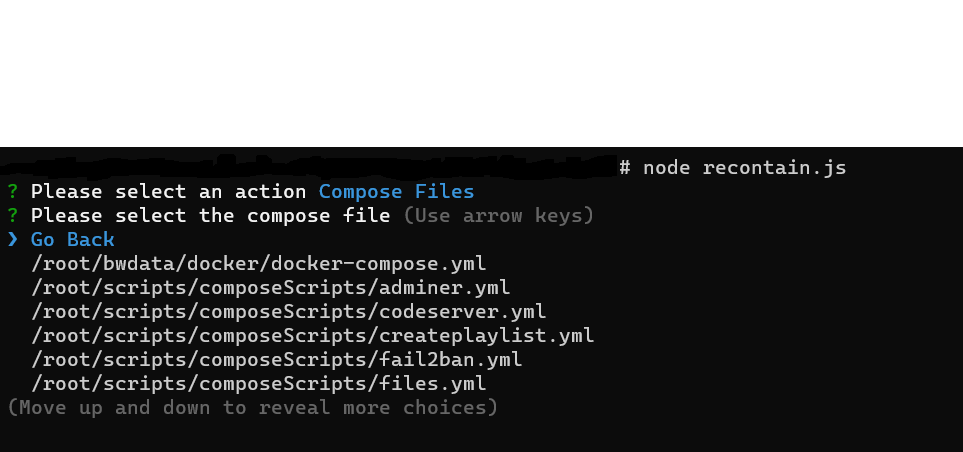 # node recontain.js
? Please select an action Compose Files
? Please select the compose file (Use arrow keys)
❯ Go Back
/root/bwdata/docker/docker-compose.yml
/root/scripts/composeScripts/adminer.yml
/root/scripts/composeScripts/codeserver.yml
/root/scripts/composeScripts/createplaylist.yml
/root/scripts/composeScripts/fail2ban.yml
/root/scripts/composeScripts/files.yml
(Move up and down to reveal more choices)